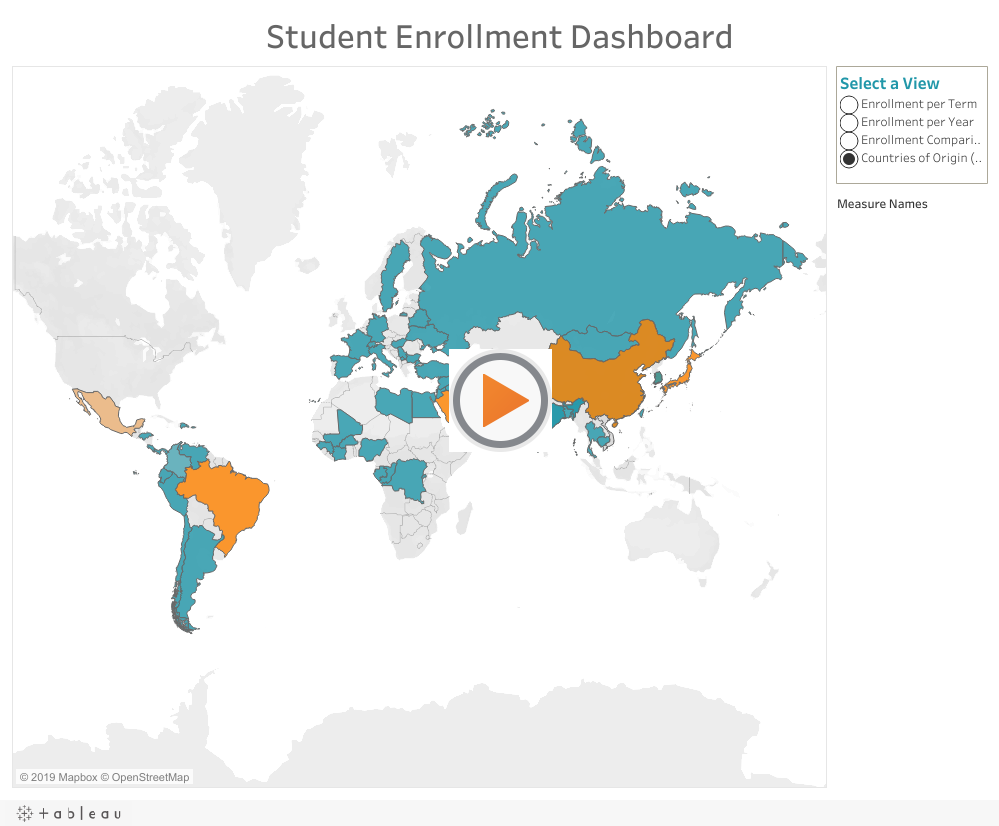 Student Enrollment Dashboard
Select a View
Enrollment per Term
Enrollment per Year
Enrollment Compari..
Countries of Origin (..
Measure Names
© 2019 Mapbox © OpenStreetMap
+ a b l e a u